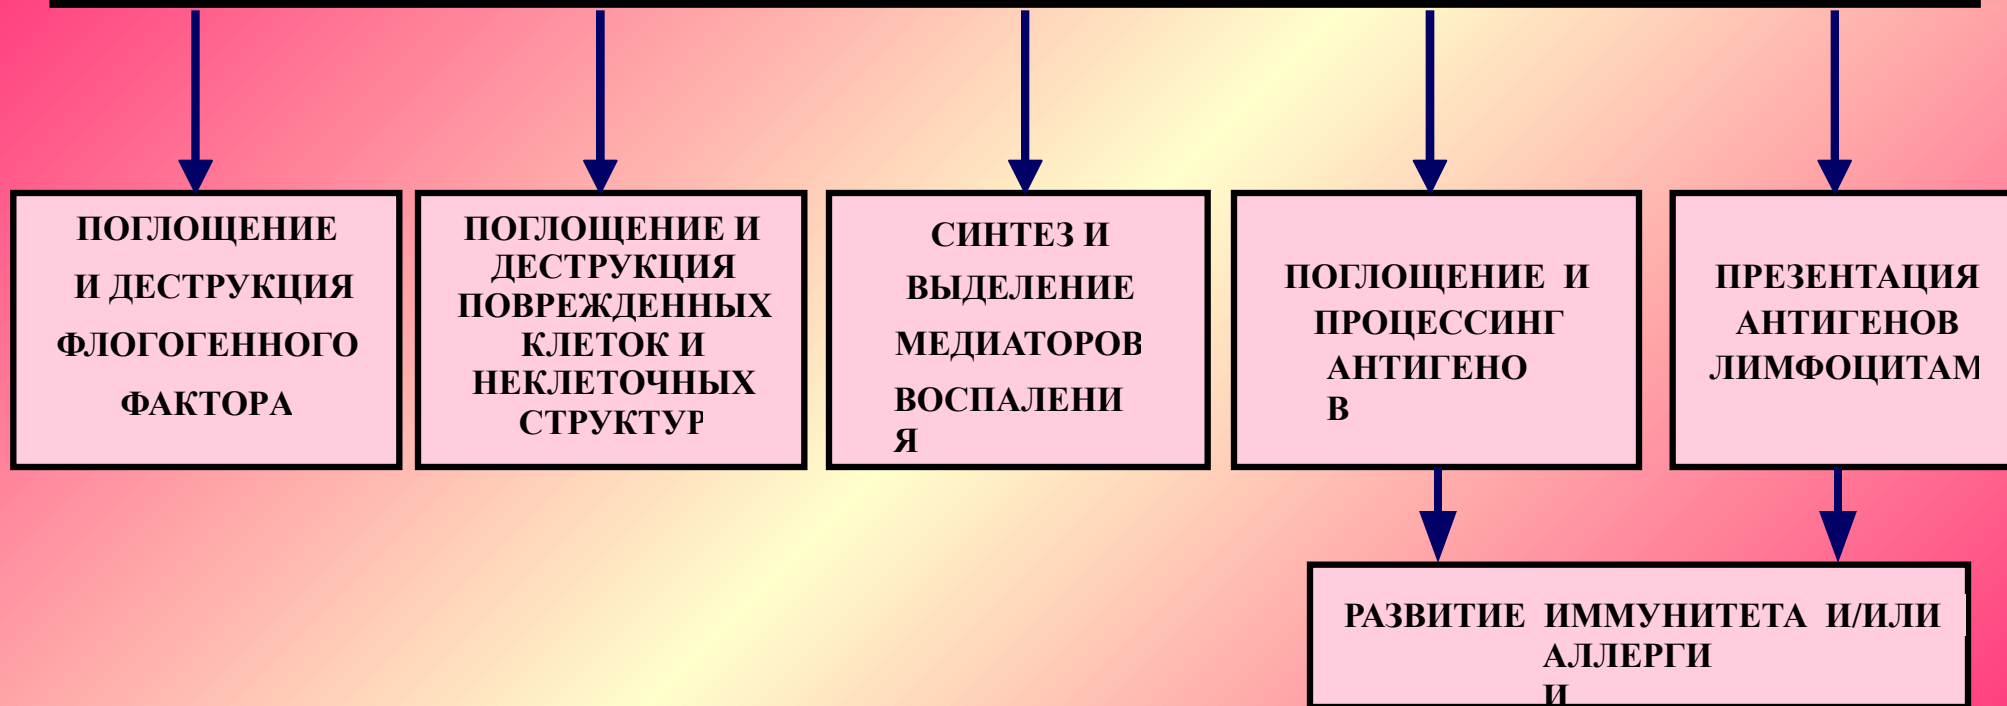 ПОГЛОЩЕНИЕ
И ДЕСТРУКЦИЯ
ФЛОГОГЕННОГО
ФАКТОРА
ПОГЛОЩЕНИЕ И
ДЕСТРУКЦИЯ
ПОВРЕЖДЕННЫХ
КЛЕТОК И
НЕКЛЕТОЧНЫХ
СТРУКТУР
СИНТЕЗ И
ВЫДЕЛЕНИЕ
МЕДИАТОРОВ
ВОСПАЛЕНИ
Я
ПОГЛОЩЕНИЕ И
ПРОЦЕССИНГ
АНТИГЕНО
В
ПРЕЗЕНТАЦИЯ
АНТИГЕНОВ
ЛИМФОЦИТАМ
РАЗВИТИЕ ИММУНИТЕТА И/ИЛИ
АЛЛЕРГИ
И